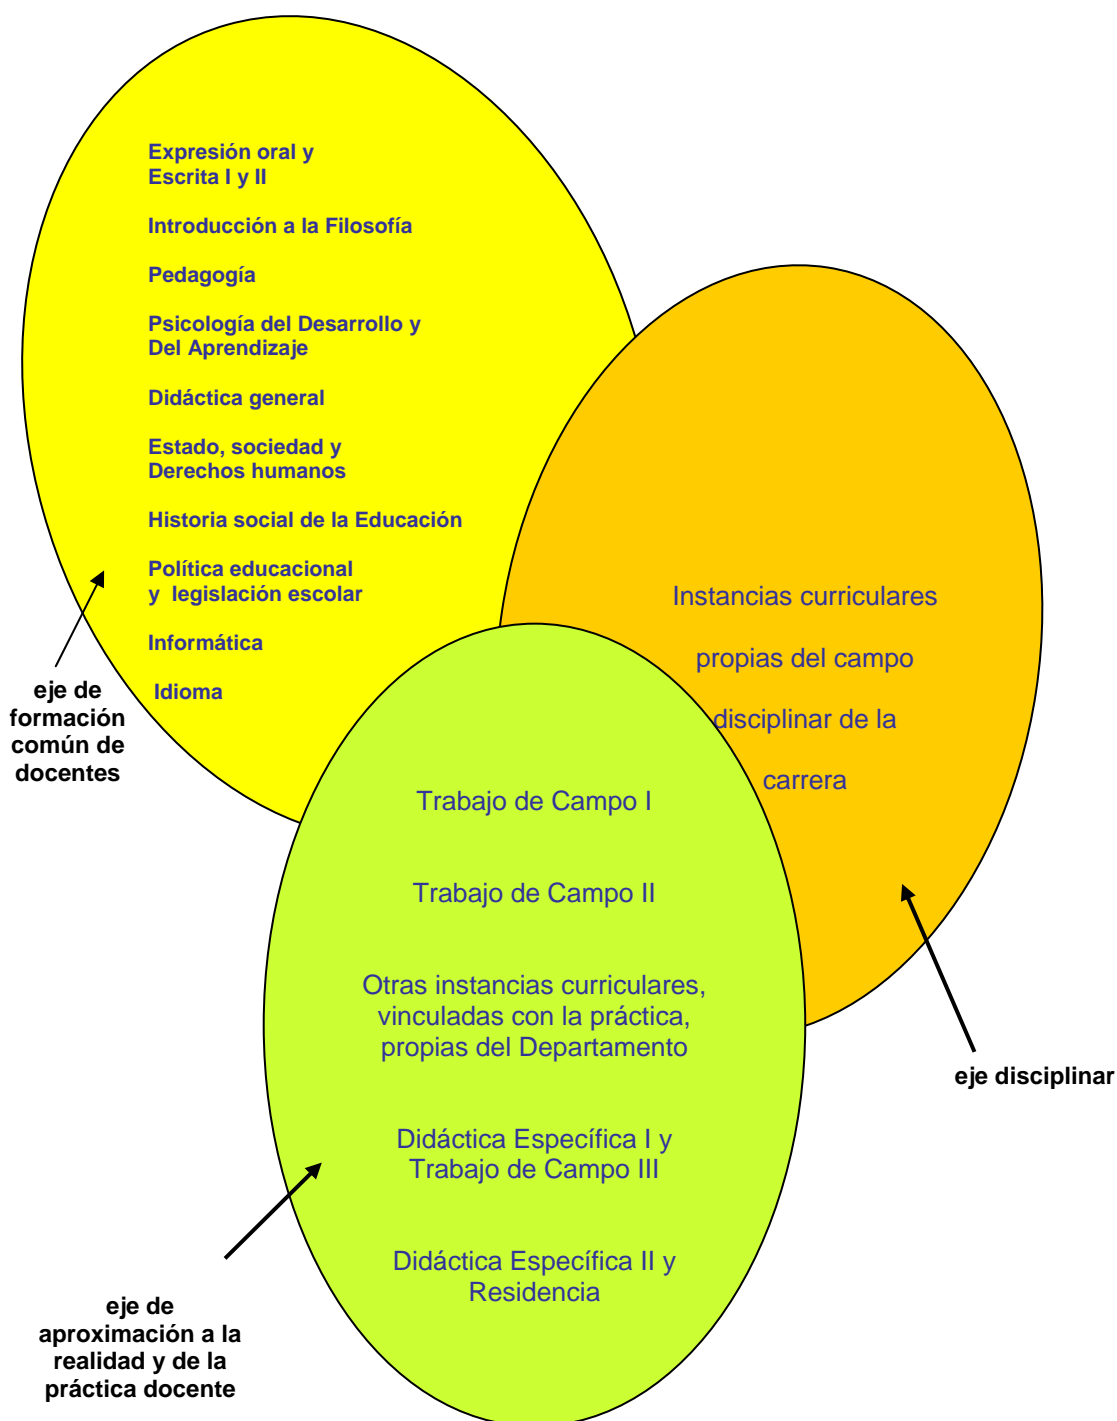 Expresión oral y
Escrita I y II
Introducción a la Filosofía
Pedagogía
Psicología del Desarrollo y
Del Aprendizaje
Didáctica general
Estado, sociedad y
Derechos humanos
Historia social de la Educación
Política educacional
y legislación escolar
Informática
Idioma
eje de
formación
común de
docentes
Instancias curriculares
propias del campo
disciplinar de la
carrera
eje disciplinar
Trabajo de Campo I
Trabajo de Campo II
Otras instancias curriculares,
vinculadas con la práctica,
propias del Departamento
Didáctica Específica I y
Trabajo de Campo III
Didáctica Específica II y
Residencia
eje de
aproximación a la
realidad y de la
práctica docente